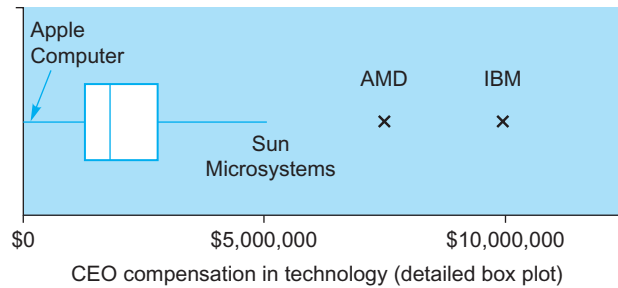 Apple
Computer
AMD
IBM
Sun
Microsystems
$0
$5,000,000
$10,000,000
CEO compensation in technology (detailed box plot)